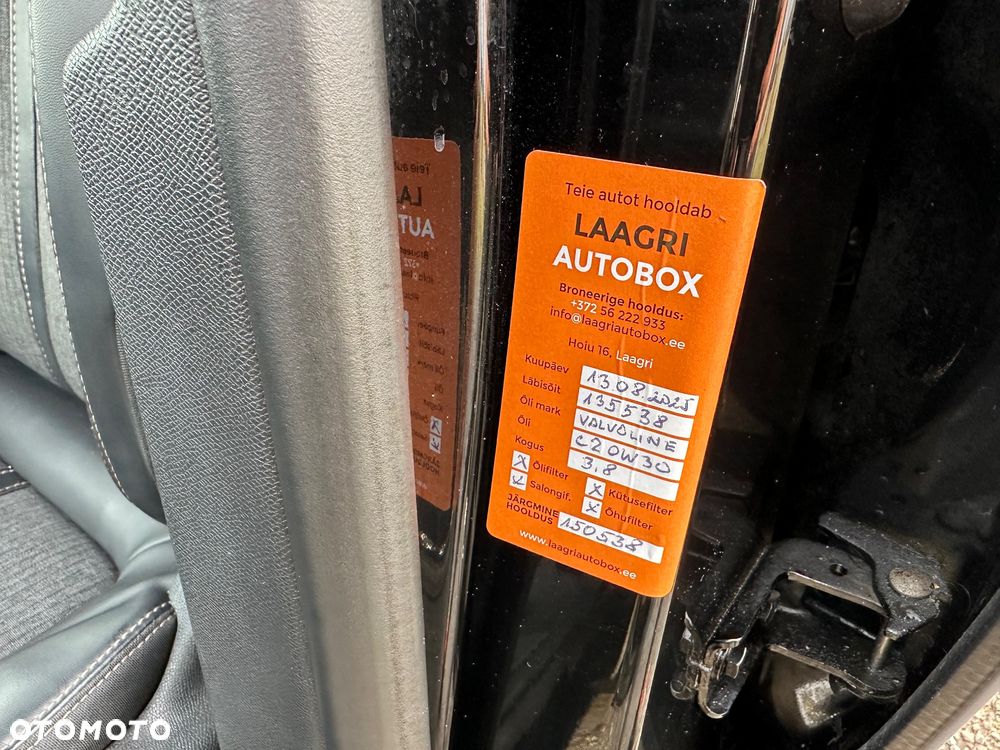 Teie autot hooldab
LAAGRI
AUTOBOX
Broneerige hooldus:
+372 56 222 933
info@laagriautobox.ee
Hoiu 16, Laagri
Kuupäev 13.08.2025
Läbisõit 135538
Õli mark VALVOLINE
Õli C20W30
Kogus 3,8
x Õlifilter x Kütusefilter
x Salongif. x Õhufilter
JÄRGMINE
HOOLDUS 150538
www.laagriautobox.ee
OTOMOTO